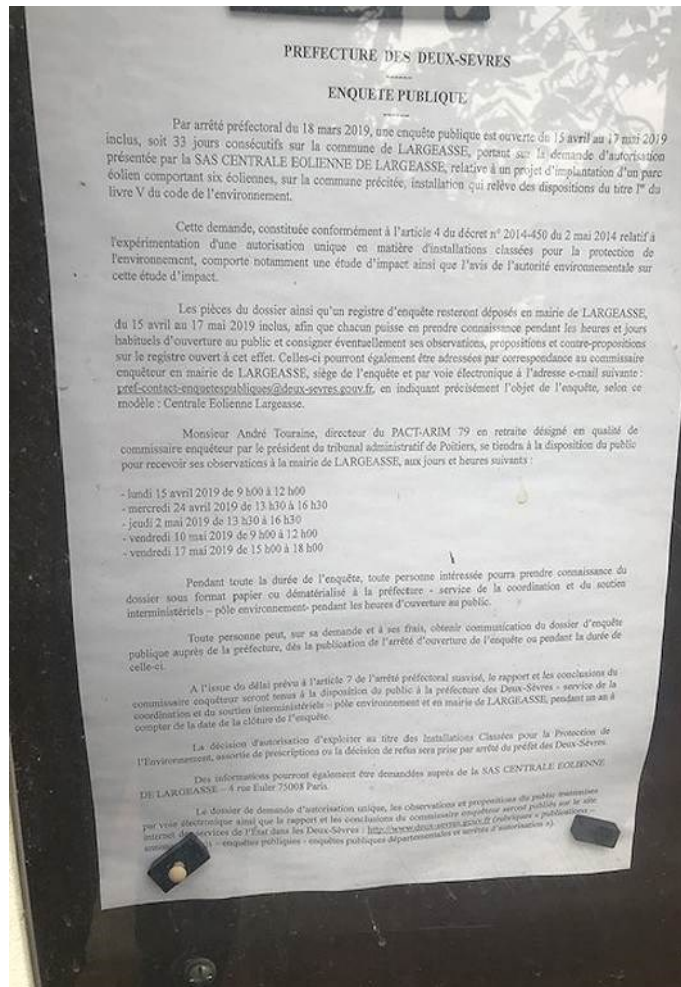 PREFECTURE DES DEUX-SEVRES
ENQUETE PUBLIQUE
Par arrêté préfectoral du 18 mars 2019, une enquête publique est ouverte du 15 avril au 17 mai 2019
inclus, soit 33 jours consécutifs sur la commune de LARGEASSE, portant sur la demande d'autorisation
présentée par la SAS CENTRALE EOLIENNE DE LARGEASSE, relative à un projet d'implantation d'un parc
éolien comportant six éoliennes, sur la commune précitée, installation qui relève des dispositions du titre Iᵉʳ du
livre V du code de l'environnement.
Cette demande, constituée conformément à l'article 4 du décret n° 2014-450 du 2 mai 2014 relatif à
l'expérimentation d'une autorisation unique en matière d'installations classées pour la protection de
l'environnement, comporte notamment une étude d'impact ainsi que l'avis de l'autorité environnementale sur
cette étude d'impact.
Les pièces du dossier ainsi qu'un registre d'enquête resteront déposés en mairie de LARGEASSE,
du 15 avril au 17 mai 2019 inclus, afin que chacun puisse en prendre connaissance pendant les heures et jours
habituels d'ouverture au public et consigner éventuellement ses observations, propositions et contre-propositions
sur le registre ouvert à cet effet. Celles-ci pourront également être adressées par correspondance au commissaire
enquêteur en mairie de LARGEASSE, siège de l'enquête et par voie électronique à l'adresse e-mail suivante :
pref-contact-enquetespubliques@deux-sevres.gouv.fr, en indiquant précisément l'objet de l'enquête, selon ce
modèle : Centrale Eolienne Largeasse.
Monsieur André Touraine, directeur du PACT-ARIM 79 en retraite désigné en qualité de
commissaire enquêteur par le président du tribunal administratif de Poitiers, se tiendra à la disposition du public
pour recevoir ses observations à la mairie de LARGEASSE, aux jours et heures suivants :
- lundi 15 avril 2019 de 9 h00 à 12 h00
- mercredi 24 avril 2019 de 13 h30 à 16 h30
- jeudi 2 mai 2019 de 13 h30 à 16 h30
- vendredi 10 mai 2019 de 9 h00 à 12 h00
- vendredi 17 mai 2019 de 15 h00 à 18 h00
Pendant toute la durée de l'enquête, toute personne intéressée pourra prendre connaissance du
dossier sous format papier ou dématérialisé à la préfecture - service de la coordination et du soutien
interministériels – pôle environnement- pendant les heures d'ouverture au public.
Toute personne peut, sur sa demande et à ses frais, obtenir communication du dossier d'enquête
publique auprès de la préfecture, dès la publication de l'arrêté d'ouverture de l'enquête ou pendant la durée de
celle-ci.
A l'issue du délai prévu à l'article 7 de l'arrêté préfectoral susvisé, le rapport et les conclusions du
commissaire enquêteur seront tenus à la disposition du public à la préfecture des Deux-Sèvres - service de la
coordination et du soutien interministériels – pôle environnement et en mairie de LARGEASSE, pendant un an à
compter de la date de la clôture de l'enquête.
La décision d'autorisation d'exploiter au titre des Installations Classées pour la Protection de
l'Environnement, assortie de prescriptions ou la décision de refus sera prise par arrêté du préfet des Deux-Sèvres.
Des informations pourront également être demandées auprès de la SAS CENTRALE EOLIENNE
DE LARGEASSE – 4 rue Euler 75008 Paris.
Le dossier de demande d'autorisation unique, les observations et propositions du public transmises
par voie électronique ainsi que le rapport et les conclusions du commissaire enquêteur seront publiés sur le site
internet des services de l'État dans les Deux-Sèvres : http://www.deux-sevres.gouv.fr (rubriques « publications –
– enquêtes publiques - enquêtes publiques départementales et arrêtés d'autorisation »).